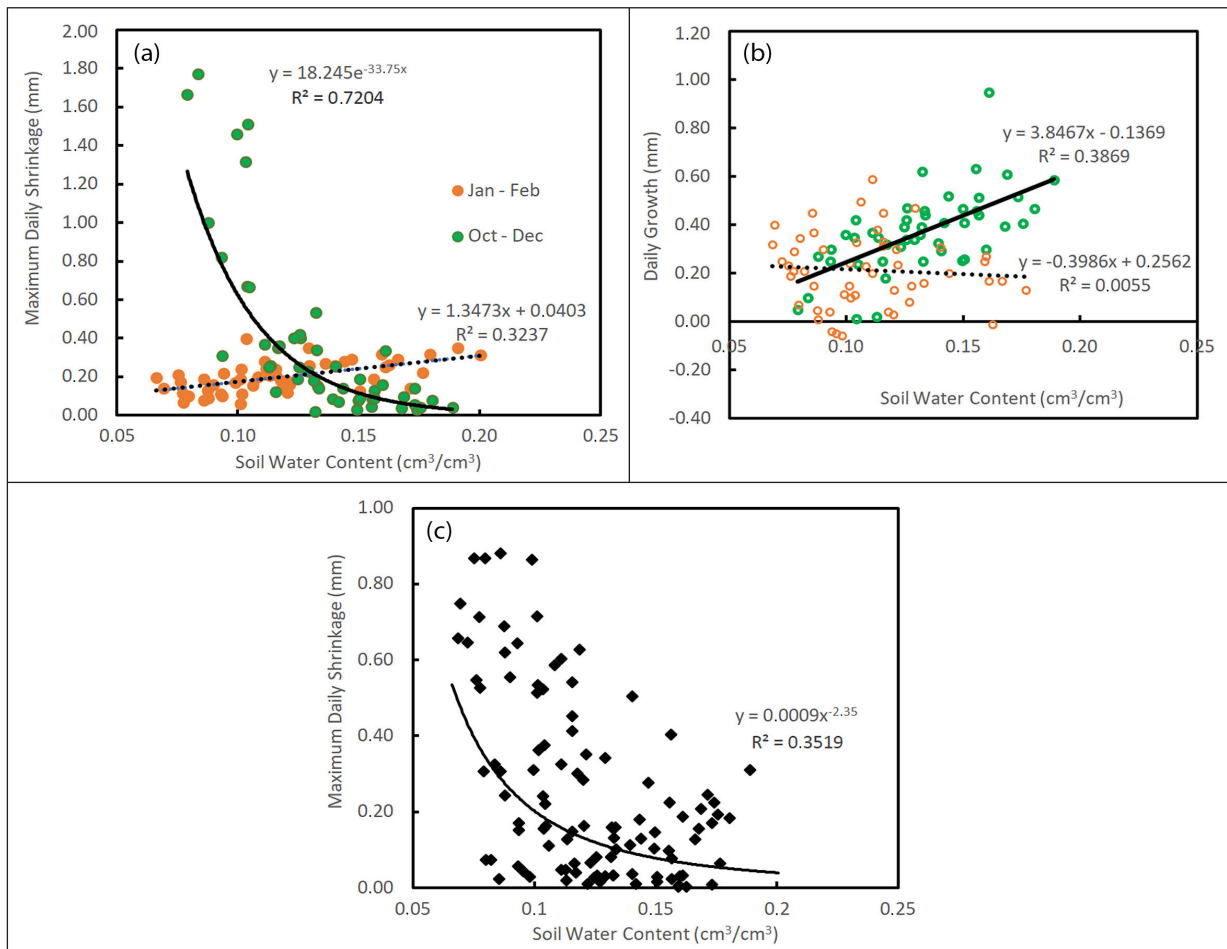 (a)
2.00
1.80
1.60
1.40
1.20
1.00
0.80
0.60
0.40
0.20
0.00
Maximum Daily Shrinkage (mm)
y = 18.245e⁻³³·⁷⁵ˣ
R² = 0.7204
Jan - Feb
Oct - Dec
y = 1.3473x + 0.0403
R² = 0.3237
0.05 0.10 0.15 0.20 0.25
Soil Water Content (cm³/cm³)
(b)
1.20
1.00
0.80
0.60
0.40
0.20
0.00
-0.20
-0.40
Daily Growth (mm)
y = 3.8467x - 0.1369
R² = 0.3869
y = -0.3986x + 0.2562
R² = 0.0055
0.05 0.10 0.15 0.20 0.25
Soil Water Content (cm³/cm³)
(c)
1.00
0.80
0.60
0.40
0.20
0.00
Maximum Daily Shrinkage (mm)
y = 0.0009x⁻²·³⁵
R² = 0.3519
0.05 0.1 0.15 0.2 0.25
Soil Water Content (cm³/cm³)